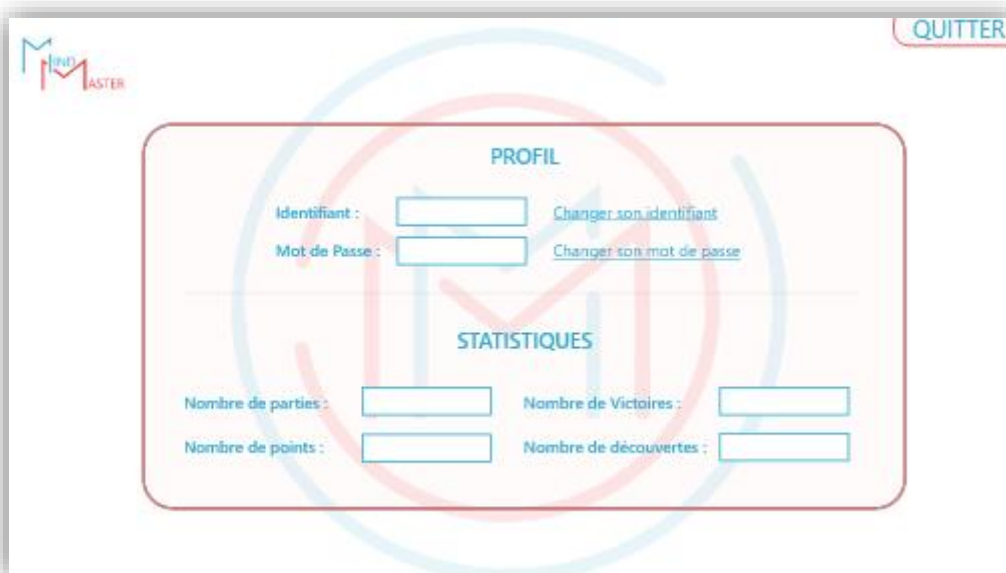 MIND
MASTER
QUITTER
PROFIL
Identifiant : Changer son identifiant
Mot de Passe : Changer son mot de passe
STATISTIQUES
Nombre de parties : Nombre de Victoires :
Nombre de points : Nombre de découvertes :